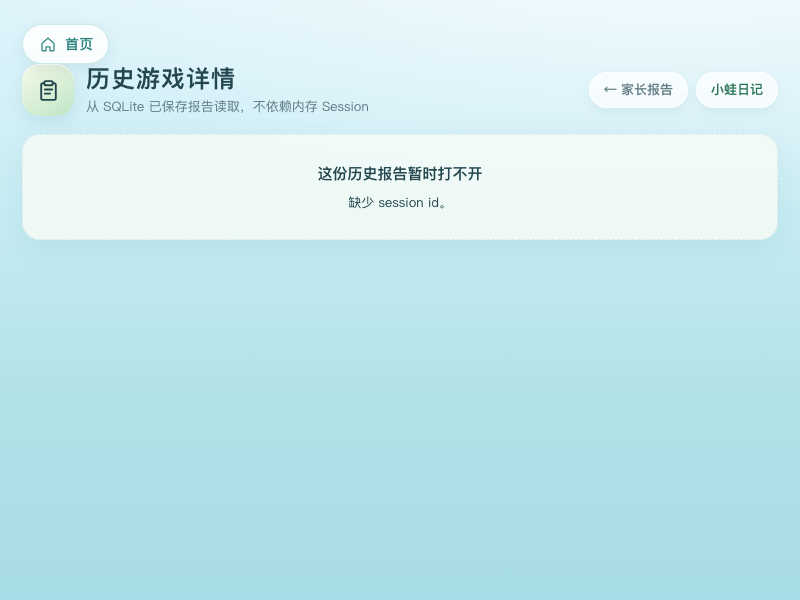 首页
历史游戏详情
从 SQLite 已保存报告读取，不依赖内存 Session
← 家长报告
小蛙日记
这份历史报告暂时打不开
缺少 session id。